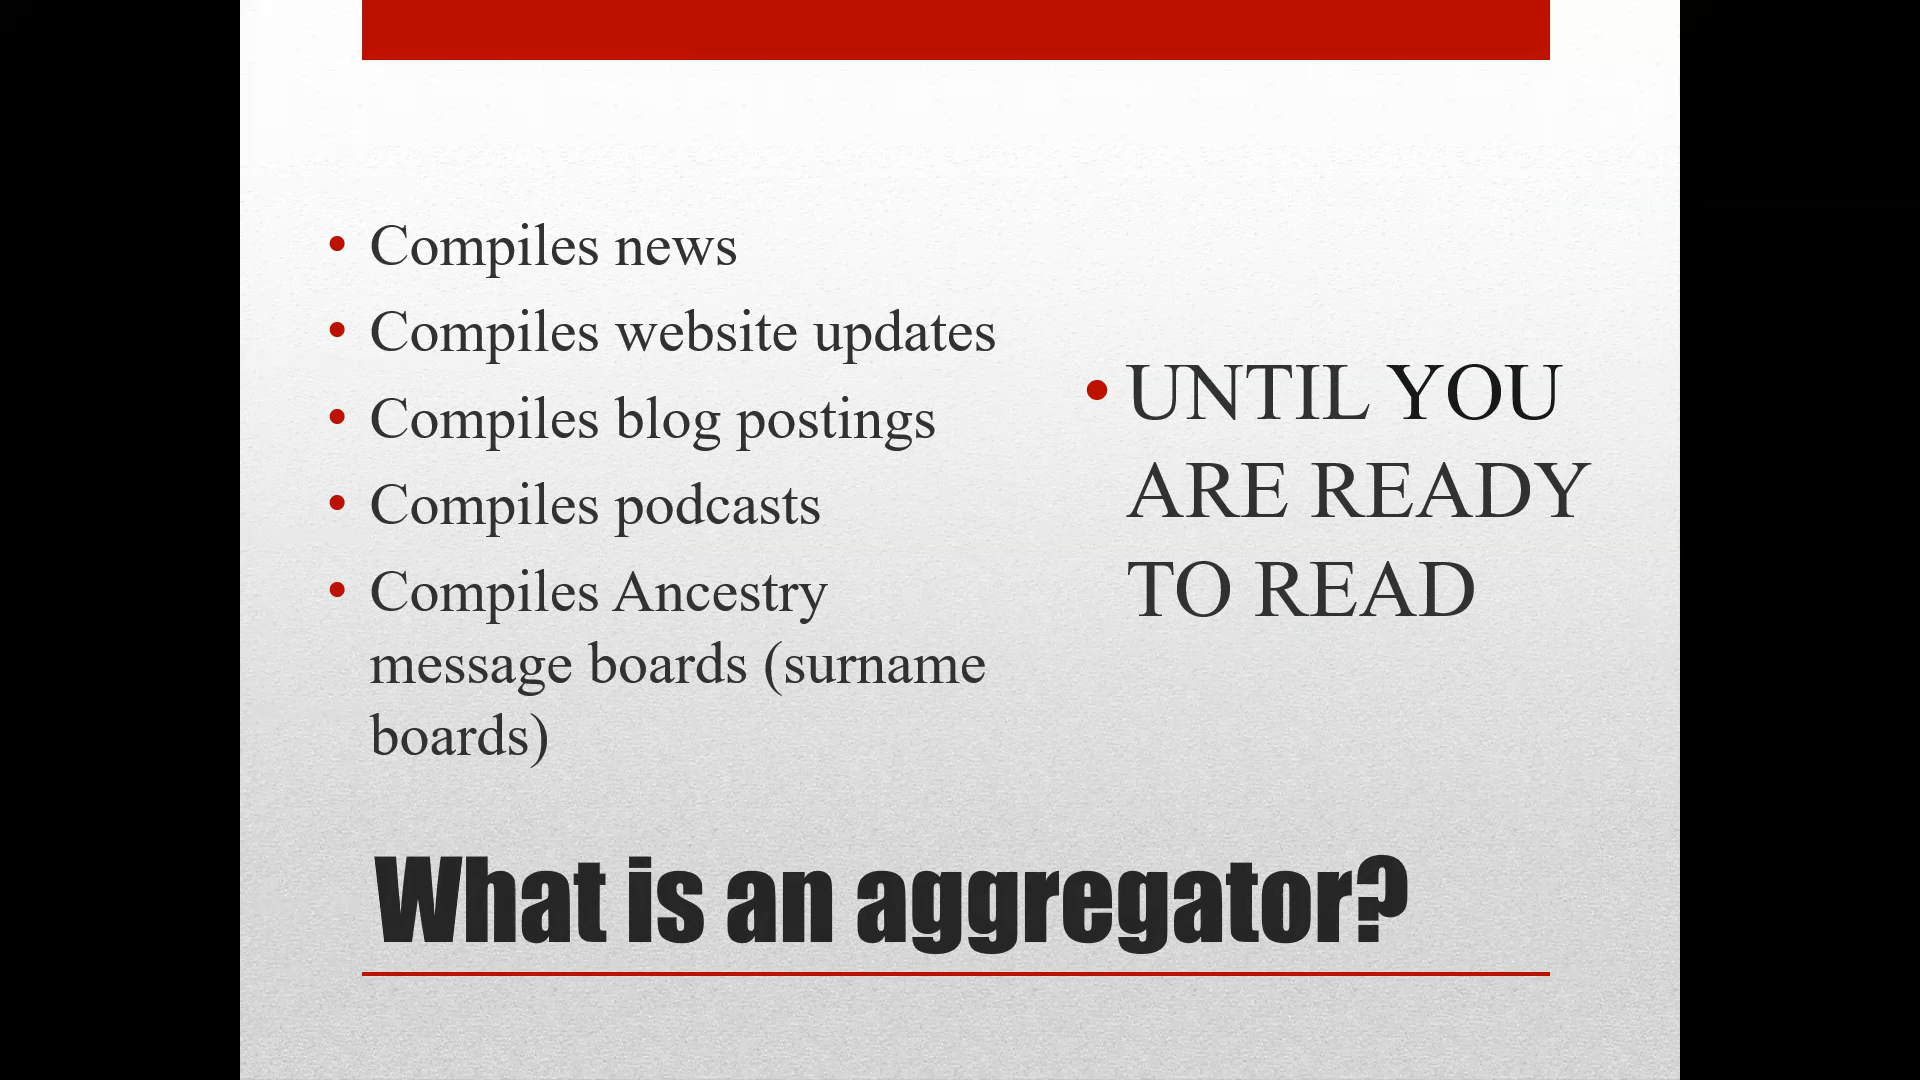 Compiles news
Compiles website updates
Compiles blog postings
Compiles podcasts
Compiles Ancestry
message boards (surname
boards)
UNTIL YOU
ARE READY
TO READ
What is an aggregator?